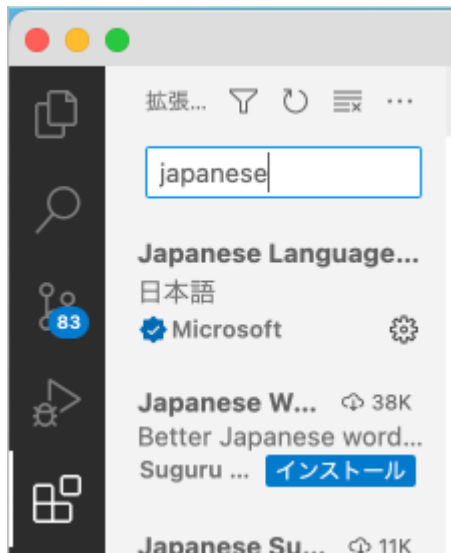 拡張...
japanese
Japanese Language...
日本語
Microsoft
83
Japanese W... 38K
Better Japanese word...
Suguru ... インストール
Japanese Su... 11K